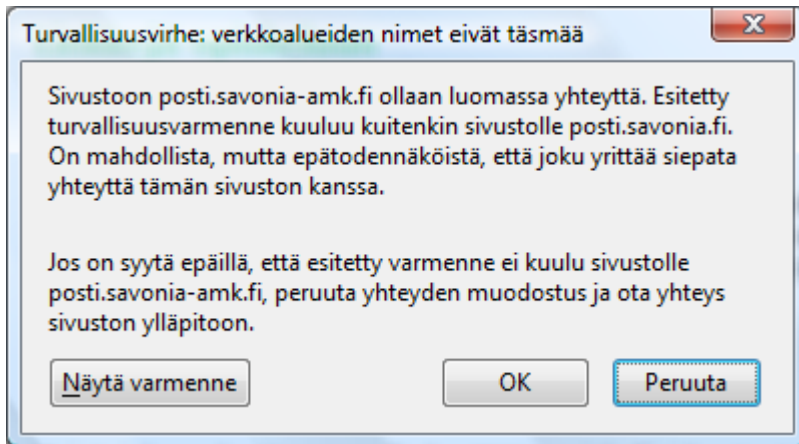 Turvallisuusvirhe: verkkoalueiden nimet eivät täsmää
Sivustoon posti.savonia-amk.fi ollaan luomassa yhteyttä. Esitetty
turvallisuusvarmenne kuuluu kuitenkin sivustolle posti.savonia.fi.
On mahdollista, mutta epätodennäköistä, että joku yrittää siepata
yhteyttä tämän sivuston kanssa.
Jos on syytä epäillä, että esitetty varmenne ei kuulu sivustolle
posti.savonia-amk.fi, peruuta yhteyden muodostus ja ota yhteys
sivuston ylläpitoon.
Näytä varmenne OK Peruuta